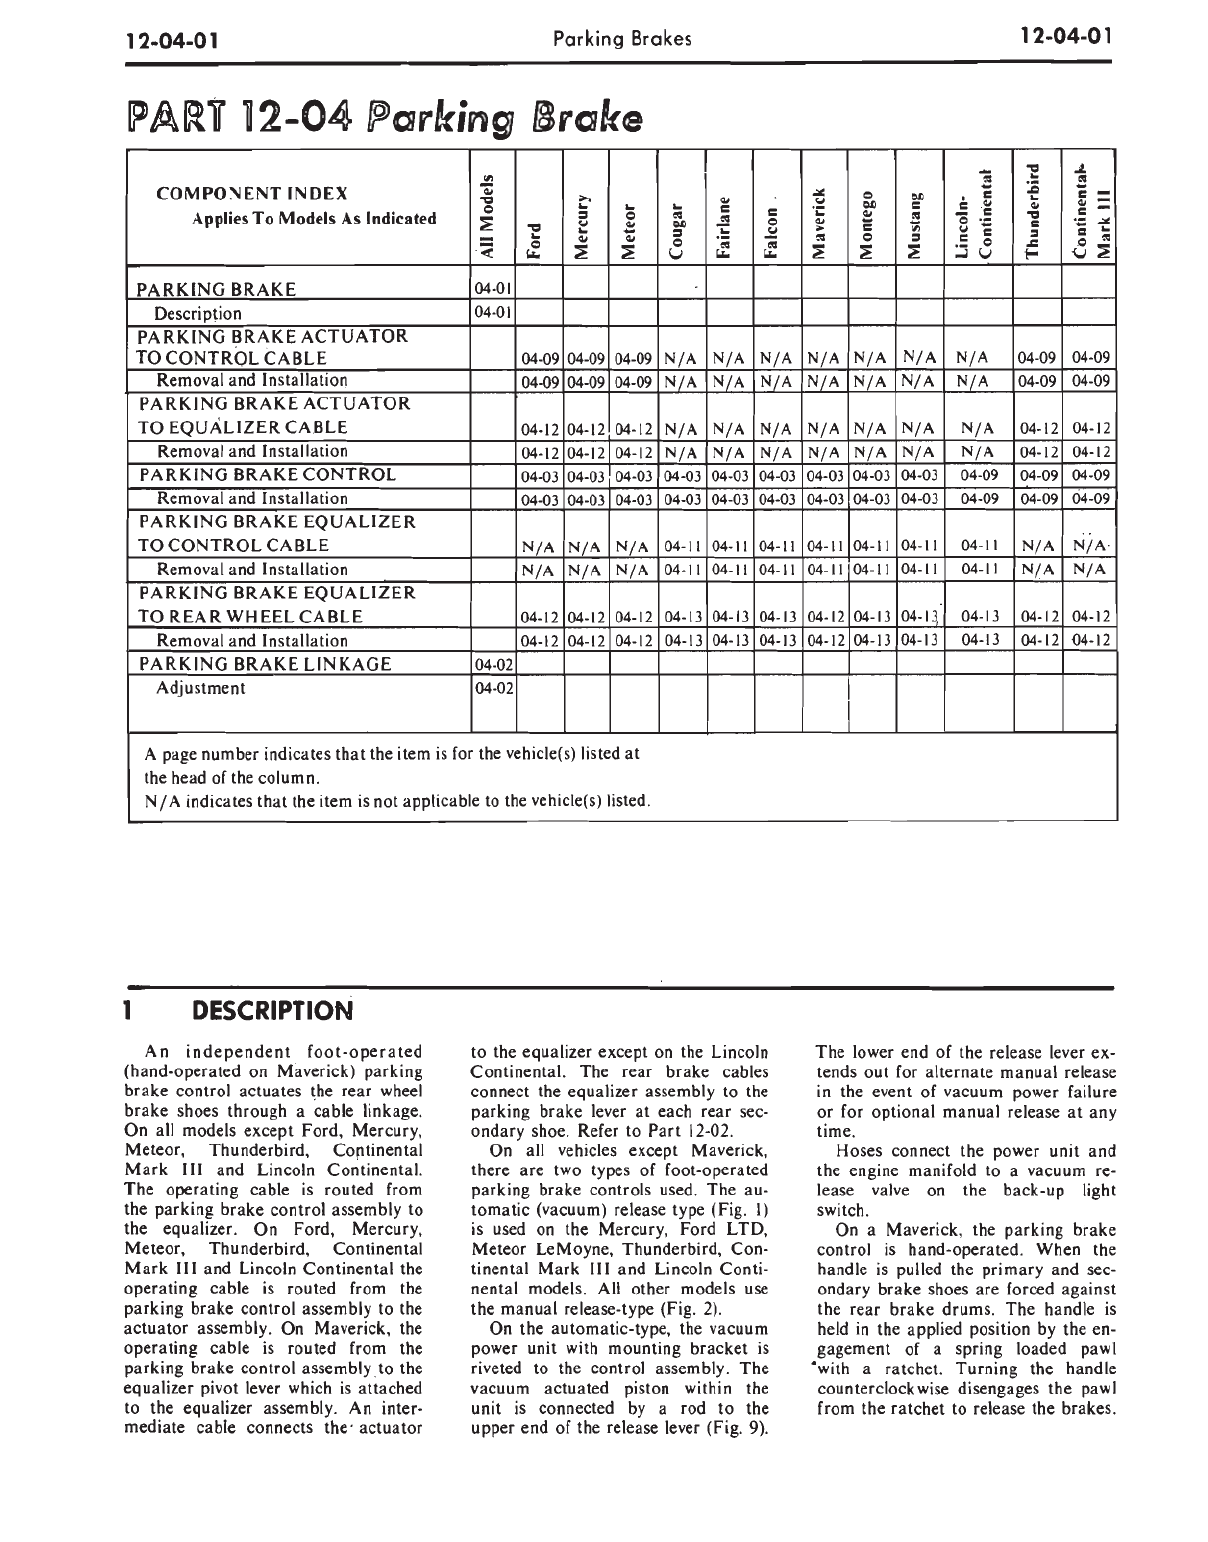 12-04-01 Parking Brakes 12-04-01
PART 12-04 Parking Brake
COMPONENT INDEX
Applies To Models As Indicated
All Models
Ford
Mercury
Meteor
Cougar
Fairlane
Falcon
Maverick
Montego
Mustang
Lincoln-
Continental
Thunderbird
Continental-
Mark III
PARKING BRAKE 04-01
Description 04-01
PARKING BRAKE ACTUATOR
TO CONTROL CABLE 04-09 04-09 04-09 N/A N/A N/A N/A N/A N/A N/A 04-09 04-09
Removal and Installation 04-09 04-09 04-09 N/A N/A N/A N/A N/A N/A N/A 04-09 04-09
PARKING BRAKE ACTUATOR
TO EQUALIZER CABLE 04-12 04-12 04-12 N/A N/A N/A N/A N/A N/A N/A 04-12 04-12
Removal and Installation 04-12 04-12 04-12 N/A N/A N/A N/A N/A N/A N/A 04-12 04-12
PARKING BRAKE CONTROL 04-03 04-03 04-03 04-03 04-03 04-03 04-03 04-03 04-03 04-09 04-09 04-09
Removal and Installation 04-03 04-03 04-03 04-03 04-03 04-03 04-03 04-03 04-03 04-09 04-09 04-09
PARKING BRAKE EQUALIZER
TO CONTROL CABLE N/A N/A N/A 04-11 04-11 04-11 04-11 04-11 04-11 04-11 N/A N/A
Removal and Installation N/A N/A N/A 04-11 04-11 04-11 04-11 04-11 04-11 04-11 N/A N/A
PARKING BRAKE EQUALIZER
TO REAR WHEEL CABLE 04-12 04-12 04-12 04-13 04-13 04-13 04-12 04-13 04-13 04-13 04-12 04-12
Removal and Installation 04-12 04-12 04-12 04-13 04-13 04-13 04-12 04-13 04-13 04-13 04-12 04-12
PARKING BRAKE LINKAGE 04-02
Adjustment 04-02
A page number indicates that the item is for the vehicle(s) listed at
the head of the column.
N/A indicates that the item is not applicable to the vehicle(s) listed.
1 DESCRIPTION
An independent foot-operated
(hand-operated on Maverick) parking
brake control actuates the rear wheel
brake shoes through a cable linkage.
On all models except Ford, Mercury,
Meteor, Thunderbird, Continental
Mark III and Lincoln Continental.
The operating cable is routed from
the parking brake control assembly to
the equalizer. On Ford, Mercury,
Meteor, Thunderbird, Continental
Mark III and Lincoln Continental the
operating cable is routed from the
parking brake control assembly to the
actuator assembly. On Maverick, the
operating cable is routed from the
parking brake control assembly to the
equalizer pivot lever which is attached
to the equalizer assembly. An inter-
mediate cable connects the actuator
to the equalizer except on the Lincoln
Continental. The rear brake cables
connect the equalizer assembly to the
parking brake lever at each rear sec-
ondary shoe. Refer to Part 12-02.
On all vehicles except Maverick,
there are two types of foot-operated
parking brake controls used. The au-
tomatic (vacuum) release type (Fig. 1)
is used on the Mercury, Ford LTD,
Meteor LeMoyne, Thunderbird, Con-
tinental Mark III and Lincoln Conti-
nental models. All other models use
the manual release-type (Fig. 2).
On the automatic-type, the vacuum
power unit with mounting bracket is
riveted to the control assembly. The
vacuum actuated piston within the
unit is connected by a rod to the
upper end of the release lever (Fig. 9).
The lower end of the release lever ex-
tends out for alternate manual release
in the event of vacuum power failure
or for optional manual release at any
time.
Hoses connect the power unit and
the engine manifold to a vacuum re-
lease valve on the back-up light
switch.
On a Maverick, the parking brake
control is hand-operated. When the
handle is pulled the primary and sec-
ondary brake shoes are forced against
the rear brake drums. The handle is
held in the applied position by the en-
gagement of a spring loaded pawl
with a ratchet. Turning the handle
counterclockwise disengages the pawl
from the ratchet to release the brakes.